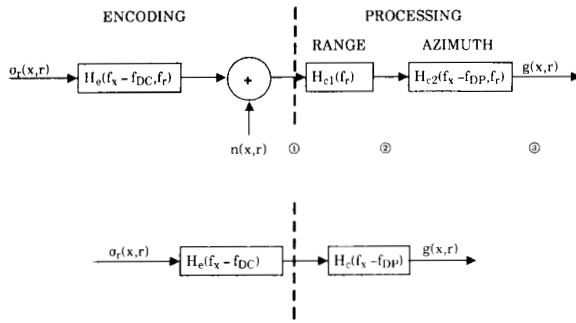 ENCODING PROCESSING
RANGE AZIMUTH
σr(x,r) He(fx − fDC,fr) + Hc1(fr) Hc2(fx−fDP,fr) g(x,r)
n(x,r) ① ② ③
σr(x,r) He(fx − fDC) Hc(fx −fDP) g(x,r)